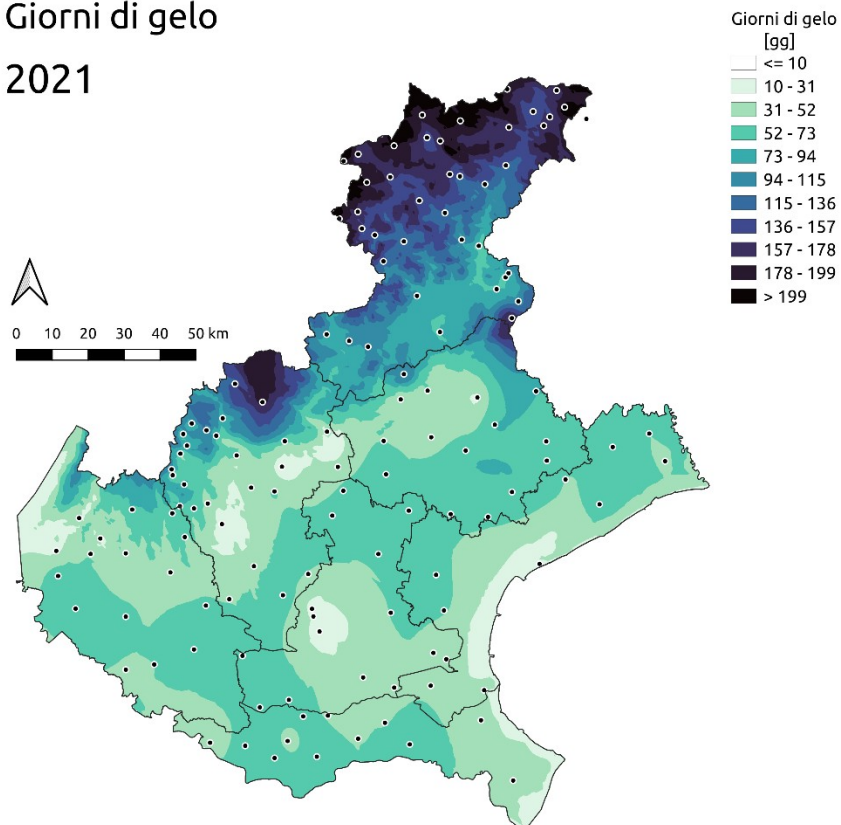 Giorni di gelo
2021
Giorni di gelo
[gg]
<= 10
10 - 31
31 - 52
52 - 73
73 - 94
94 - 115
115 - 136
136 - 157
157 - 178
178 - 199
> 199
0 10 20 30 40 50 km